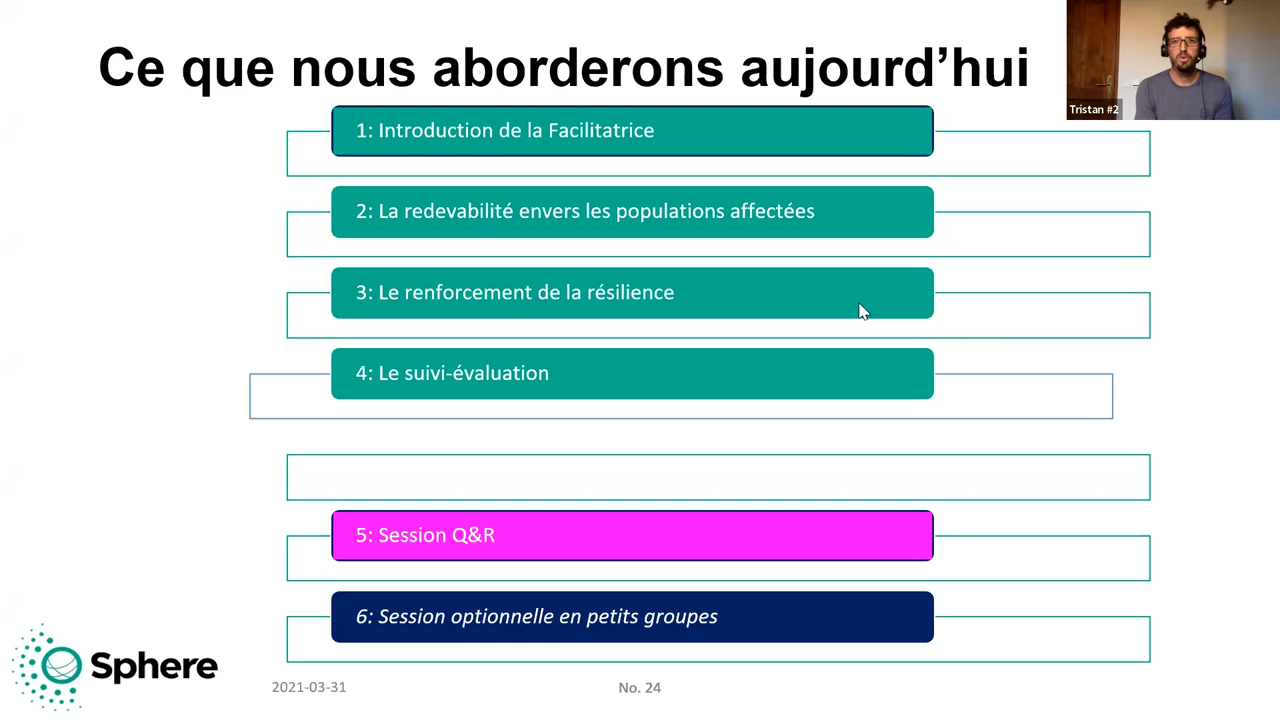 Ce que nous aborderons aujourd’hui
Tristan #2
1: Introduction de la Facilitatrice
2: La redevabilité envers les populations affectées
3: Le renforcement de la résilience
4: Le suivi-évaluation
5: Session Q&R
6: Session optionnelle en petits groupes
Sphere
2021-03-31
No. 24